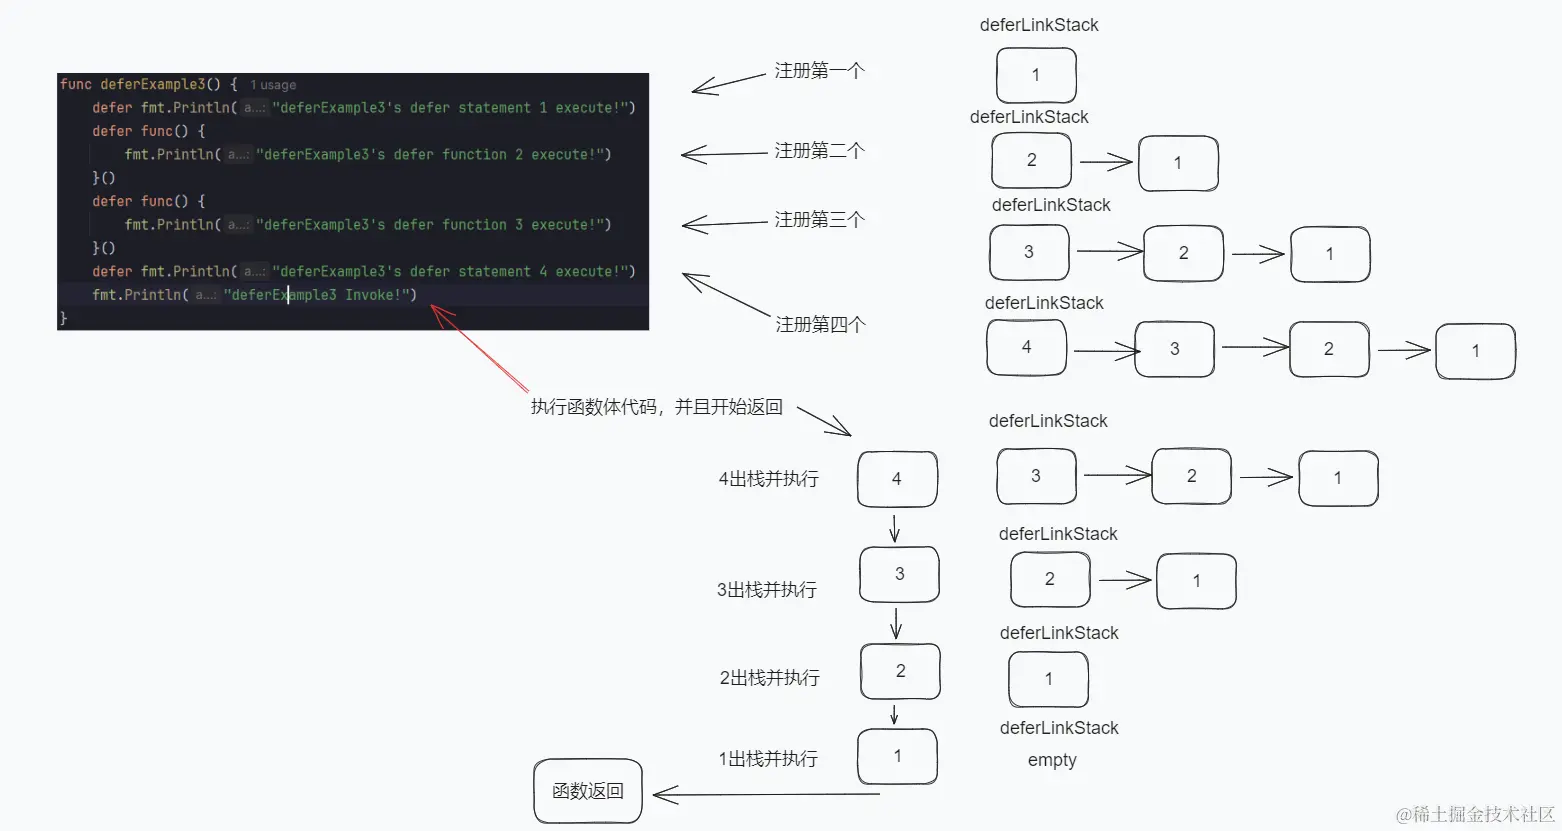 func deferExample3() { 1 usage
defer fmt.Println( a...: "deferExample3's defer statement 1 execute!")
defer func() {
fmt.Println( a...: "deferExample3's defer function 2 execute!")
}()
defer func() {
fmt.Println( a...: "deferExample3's defer function 3 execute!")
}()
defer fmt.Println( a...: "deferExample3's defer statement 4 execute!")
fmt.Println( a...: "deferExample3 Invoke!")
}
注册第一个
注册第二个
注册第三个
注册第四个
执行函数体代码，并且开始返回
deferLinkStack
1
deferLinkStack
2 1
deferLinkStack
3 2 1
deferLinkStack
4 3 2 1
deferLinkStack
4出栈并执行 4 3 2 1
deferLinkStack
3出栈并执行 3 2 1
deferLinkStack
2出栈并执行 2 1
deferLinkStack
1出栈并执行 1 empty
函数返回
@稀土掘金技术社区